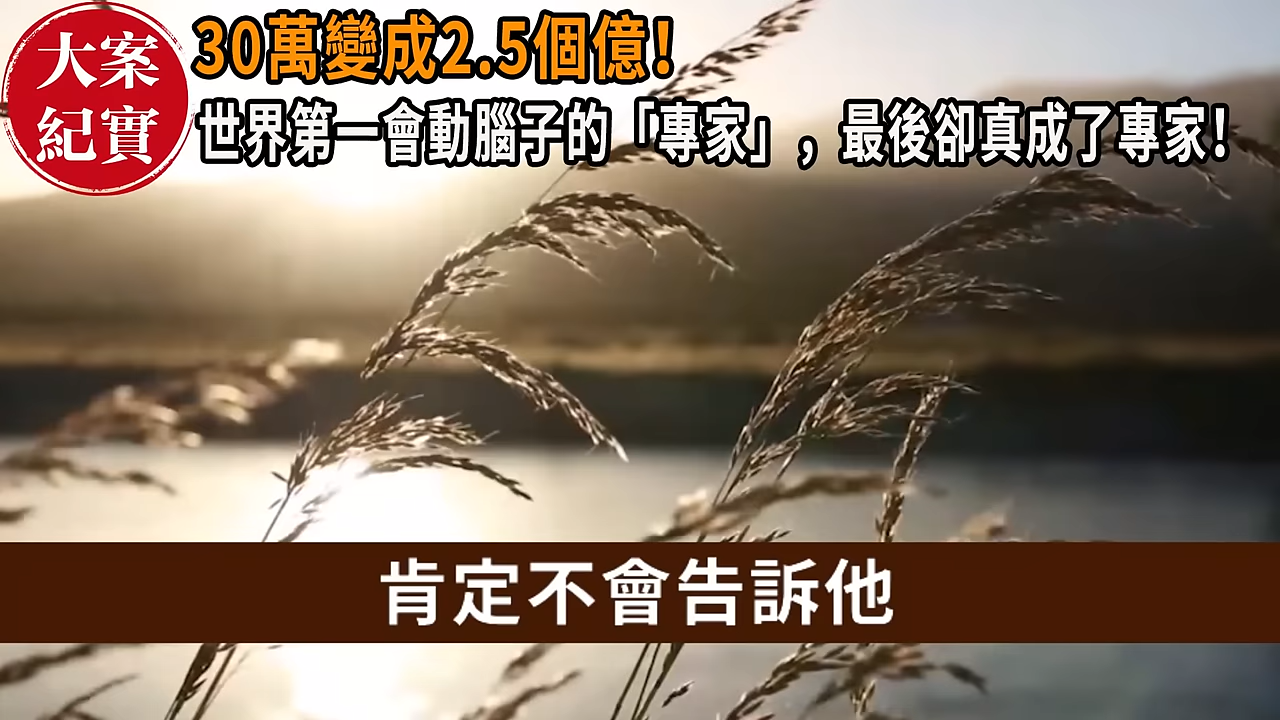 大案
紀實
30萬變成2.5個億！
世界第一會動腦子的「專家」，最後卻真成了專家！
肯定不會告訴他